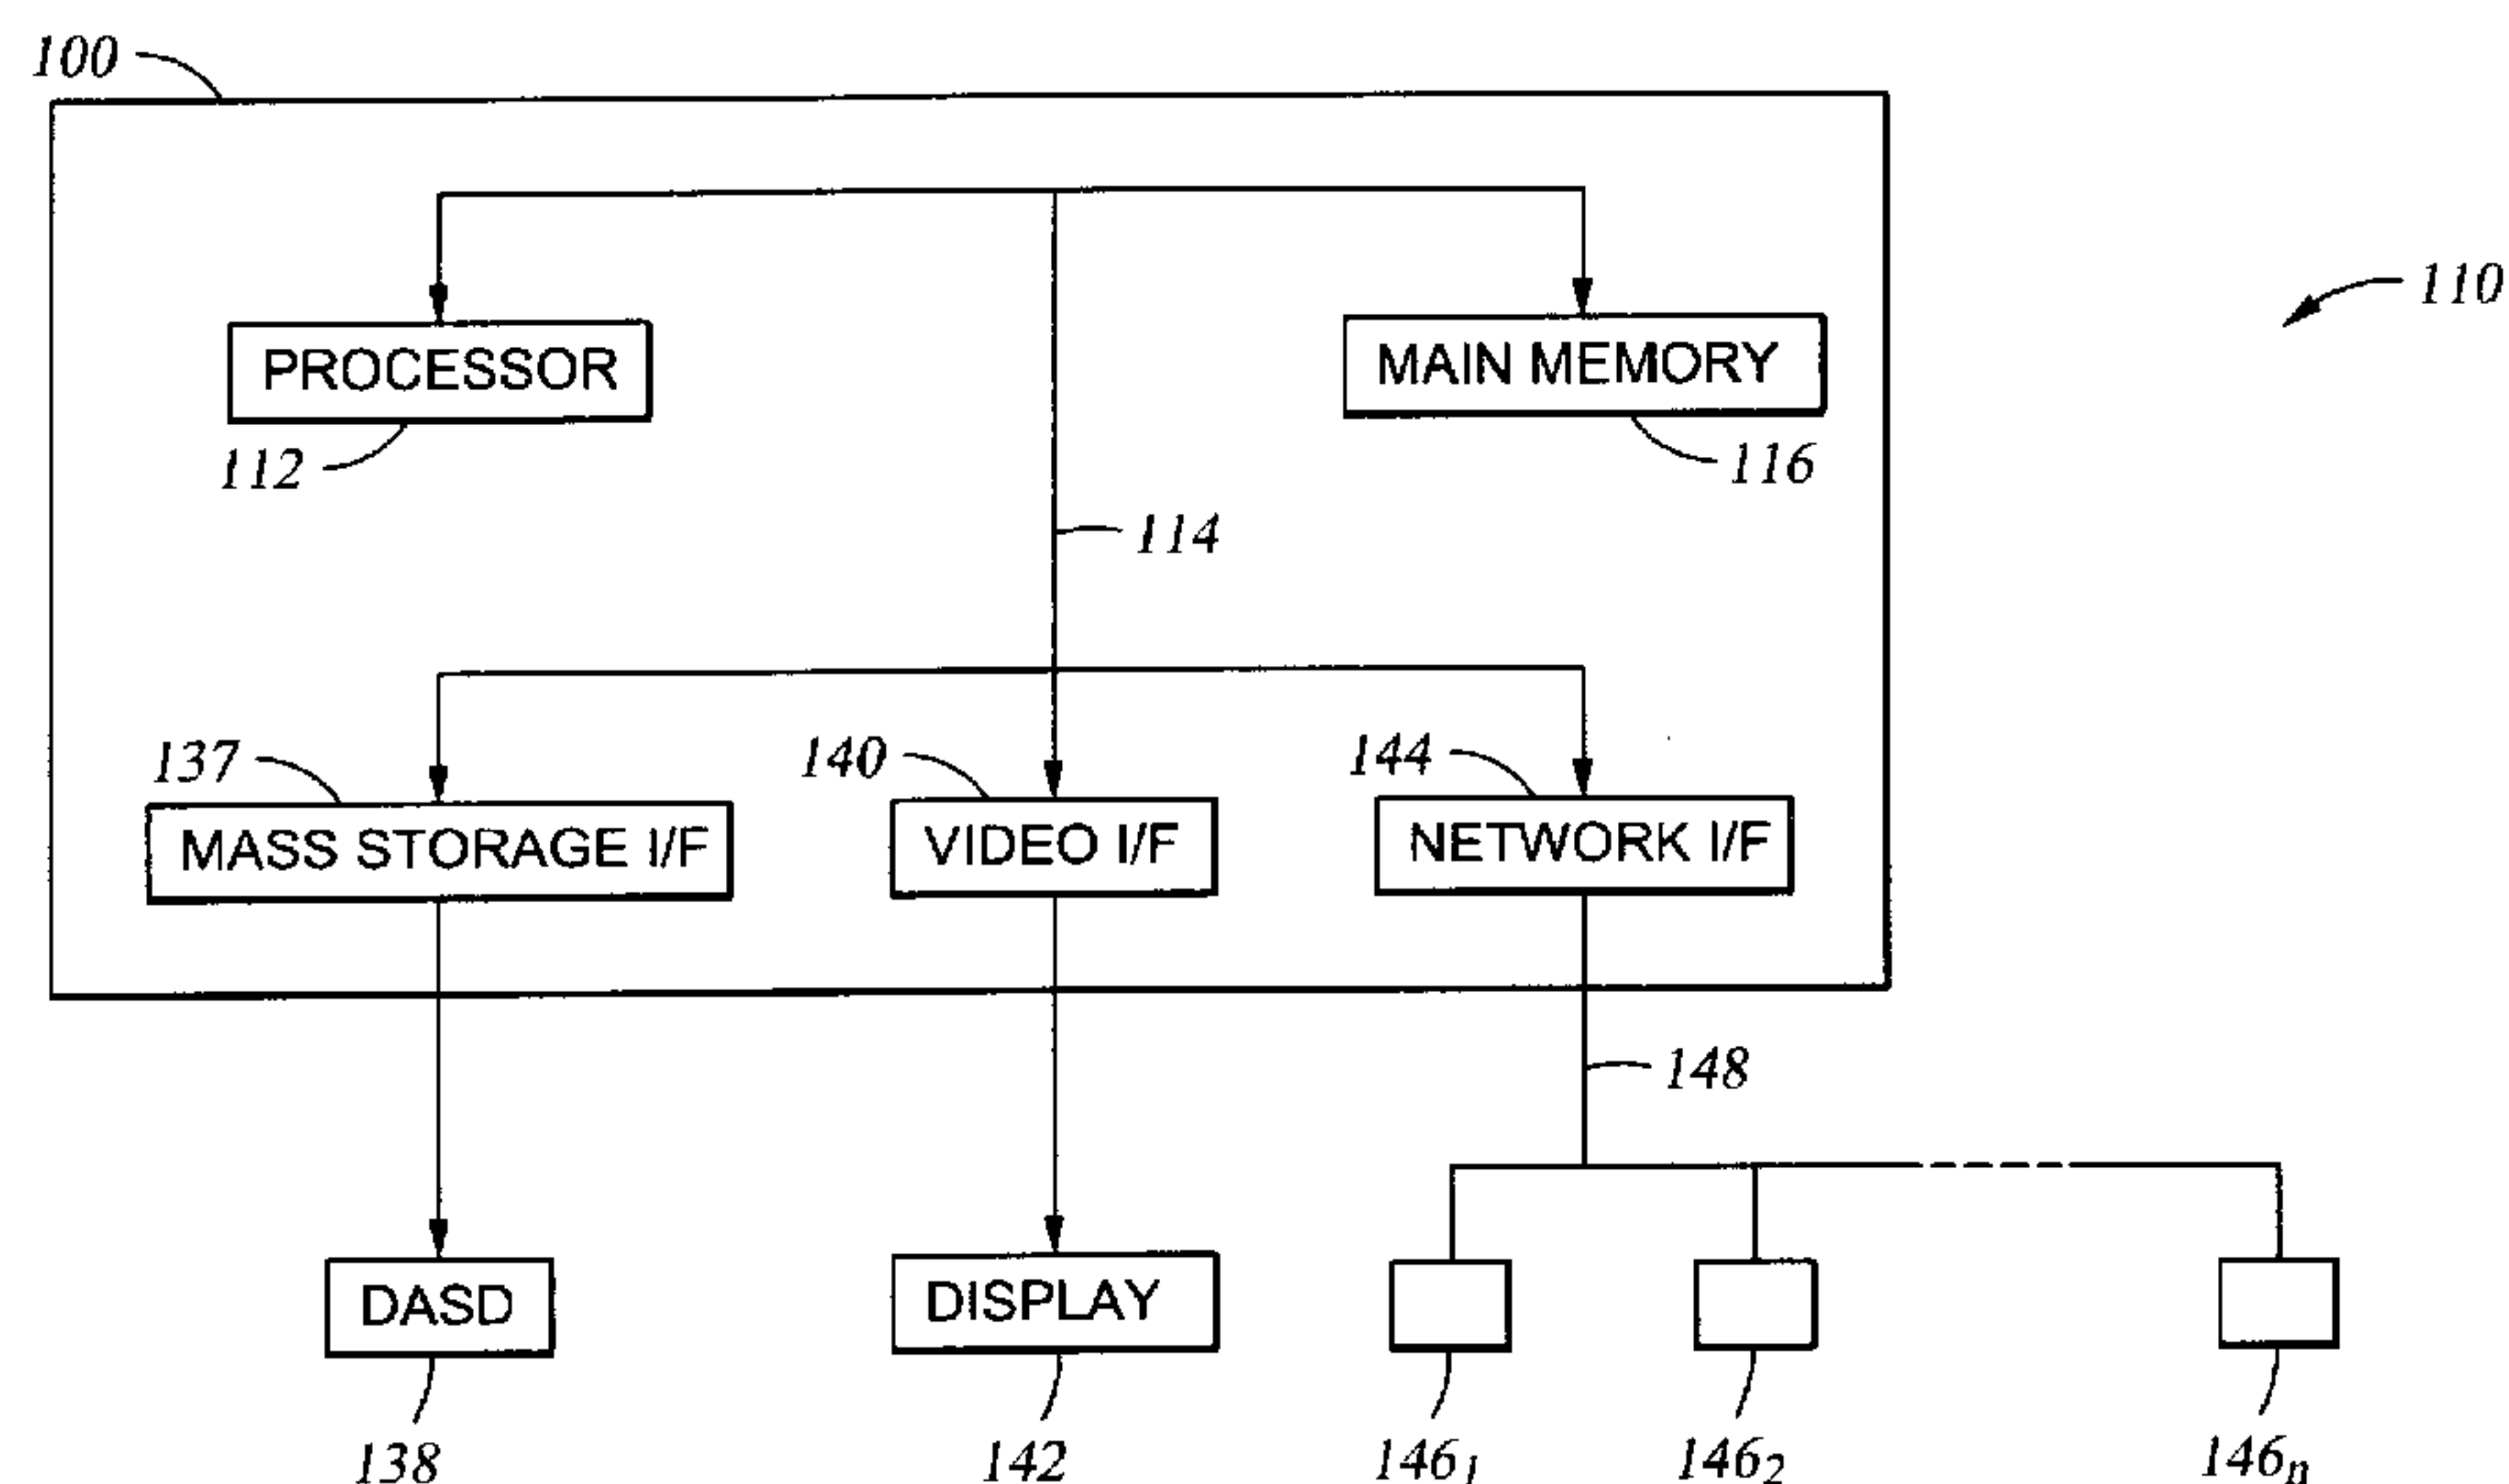 100
110
PROCESSOR
MAIN MEMORY
112
116
114
137
140
144
MASS STORAGE I/F
VIDEO I/F
NETWORK I/F
148
DASD
DISPLAY
138
142
146₁
146₂
146ₙ